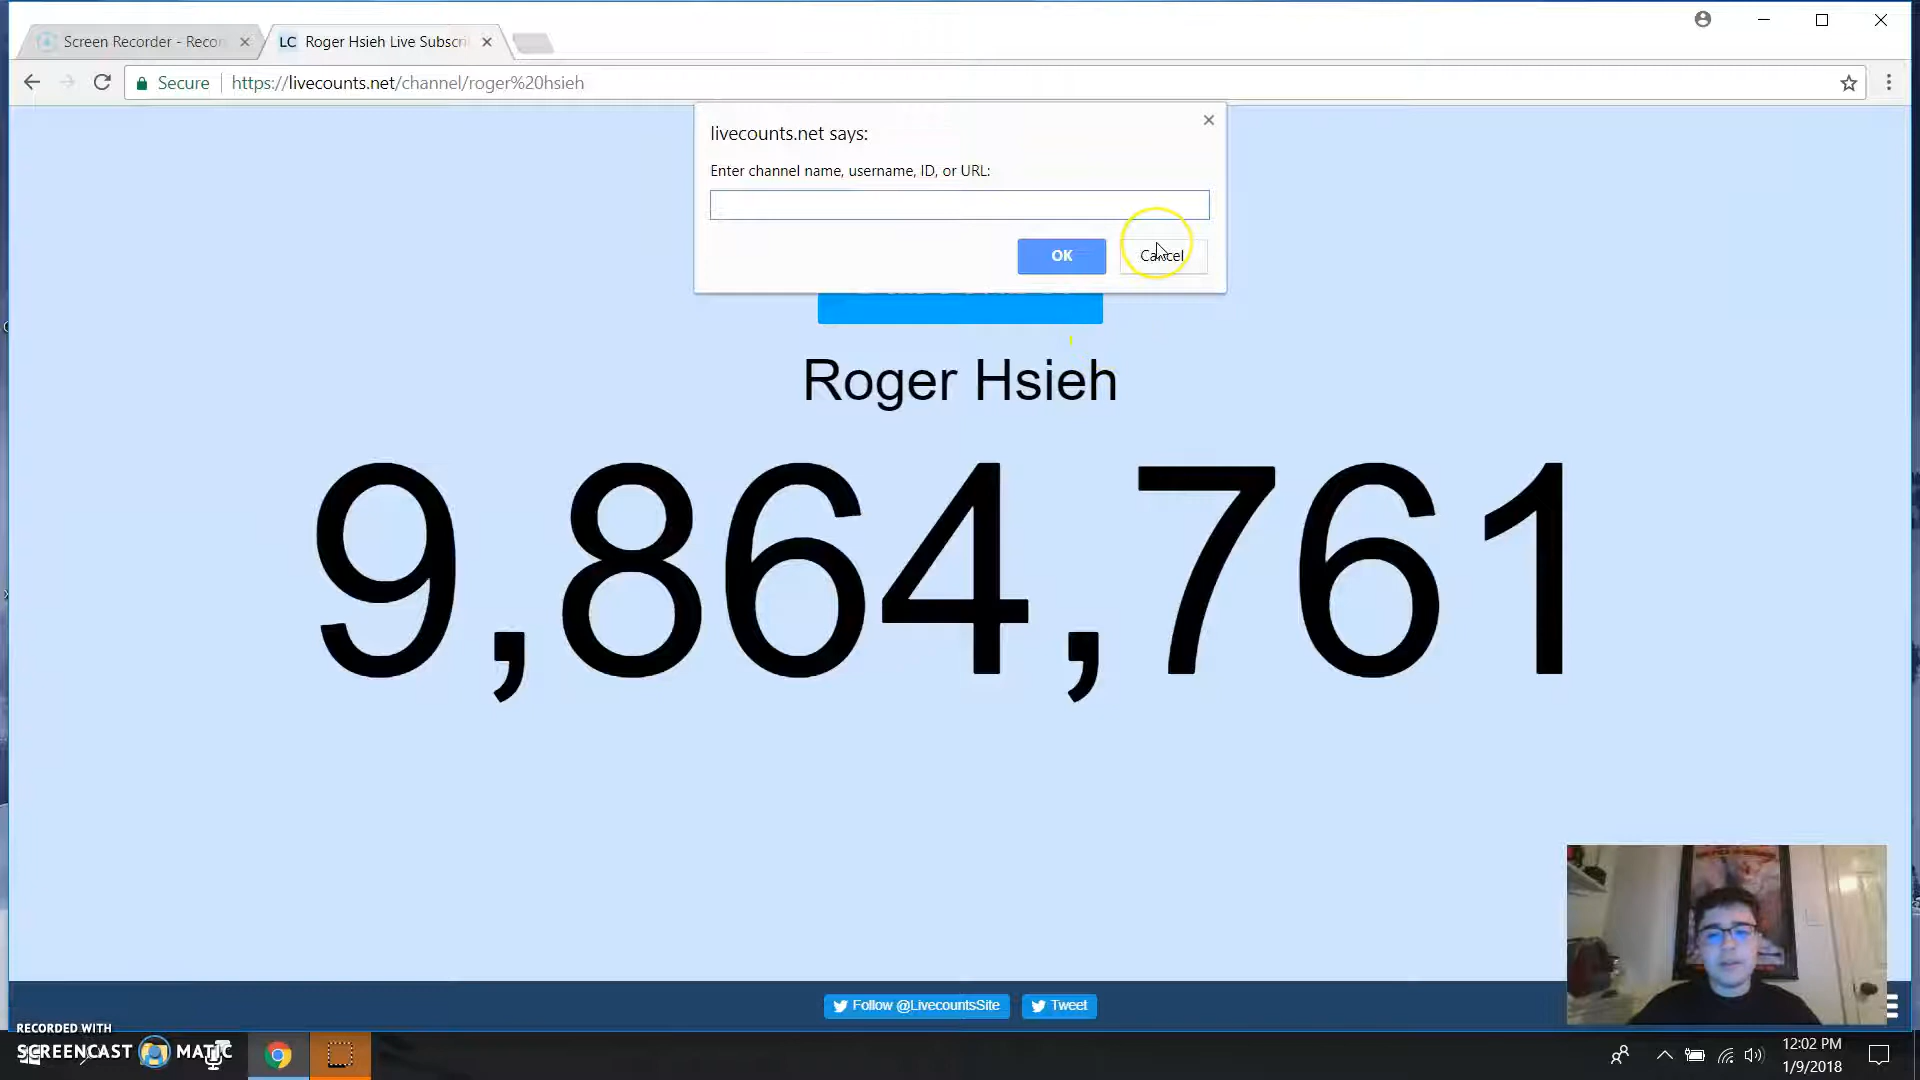 Screen Recorder - Recor
LC Roger Hsieh Live Subscri
Secure
https://livecounts.net/channel/roger%20hsieh
livecounts.net says:
Enter channel name, username, ID, or URL:
OK
Cancel
Roger Hsieh
9,864,761
Follow @LivecountsSite
Tweet
RECORDED WITH
SCREENCAST MATIC
12:02 PM
1/9/2018